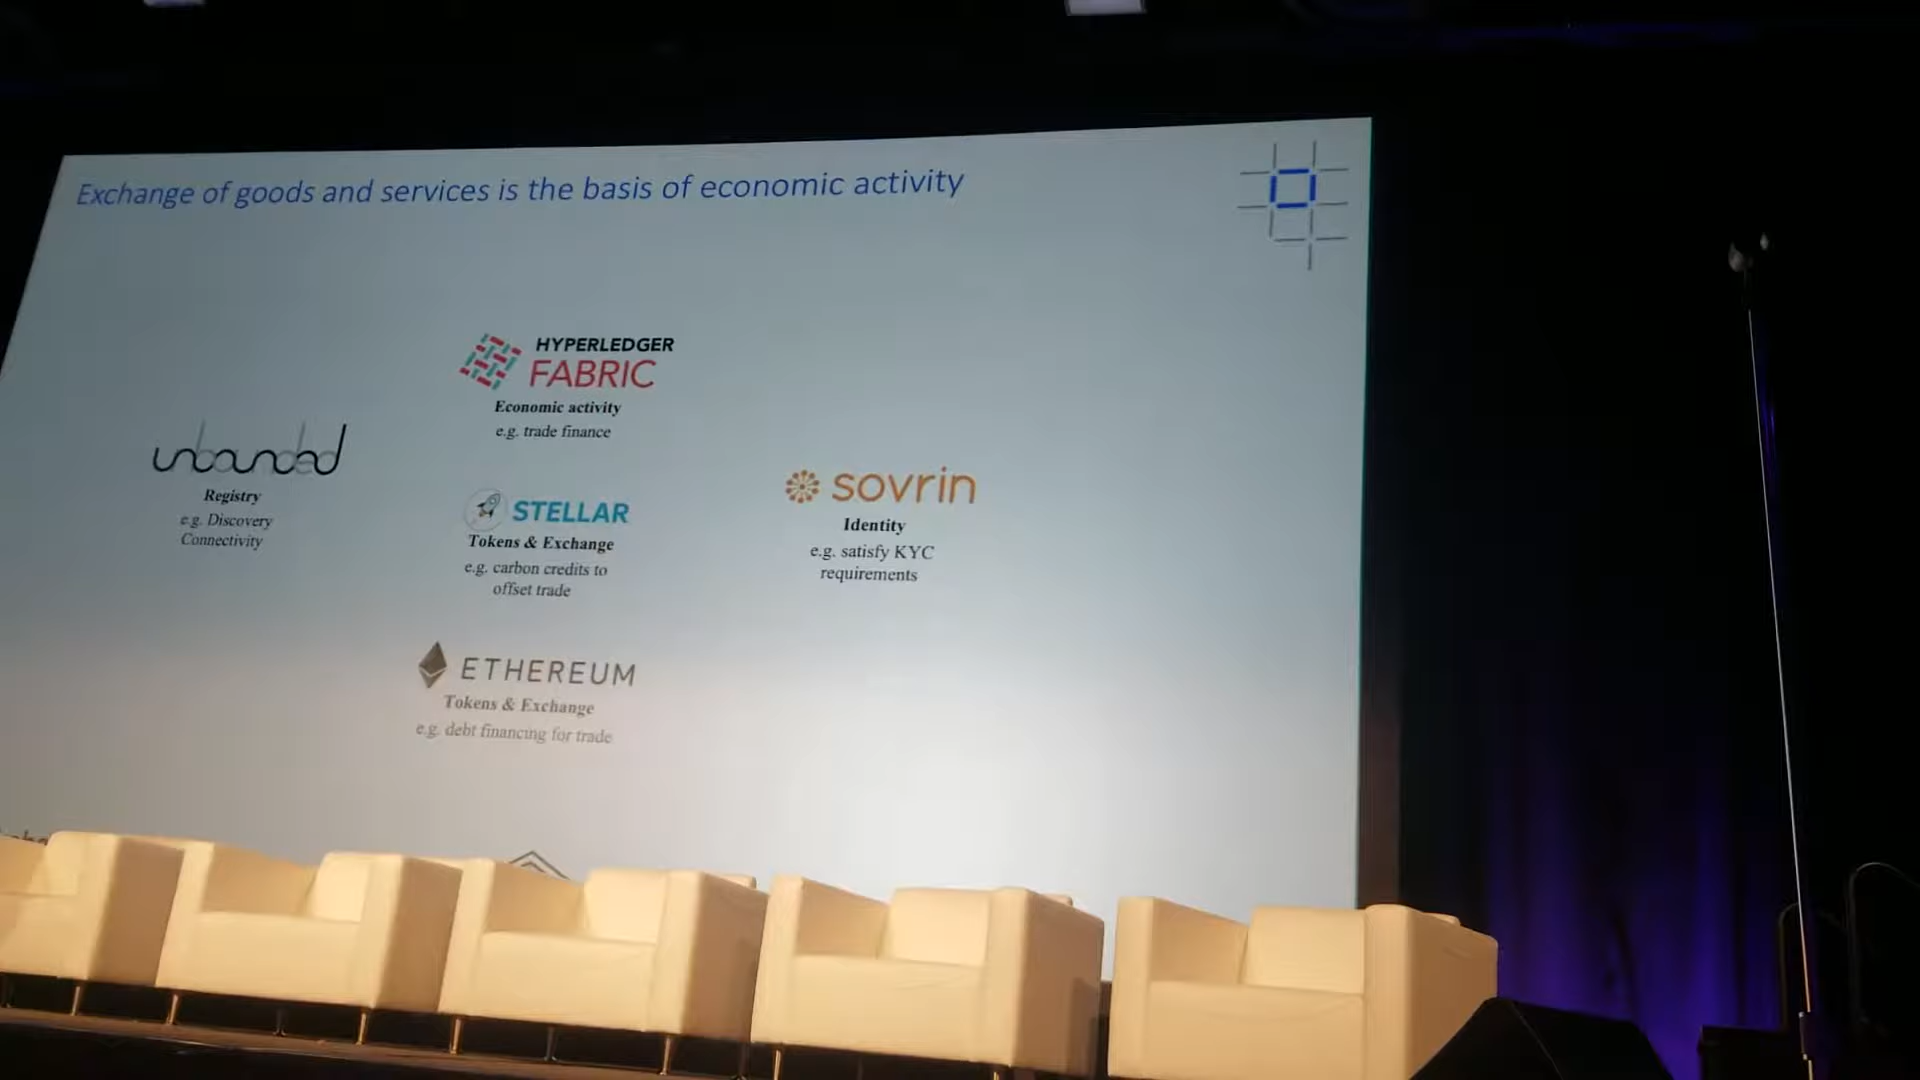 Exchange of goods and services is the basis of economic activity
HYPERLEDGER
FABRIC
Economic activity
e.g. trade finance
unbounded
Registry
e.g. Discovery
Connectivity
STELLAR
Tokens & Exchange
e.g. carbon credits to
offset trade
sovrin
Identity
e.g. satisfy KYC
requirements
ETHEREUM
Tokens & Exchange
e.g. debt financing for trade